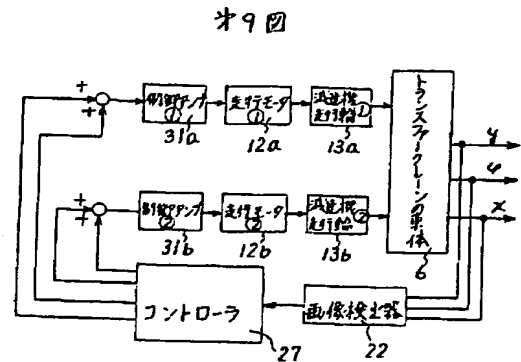 第9図
+
+
制御アンプ
①
31a
走行モータ
①
12a
減速機
走行輪①
13a
トランスファークレーンの車体
6
y
φ
x
+
+
制御アンプ
②
31b
走行モータ
②
12b
減速機
走行輪②
13b
コントローラ
27
画像検出器
22